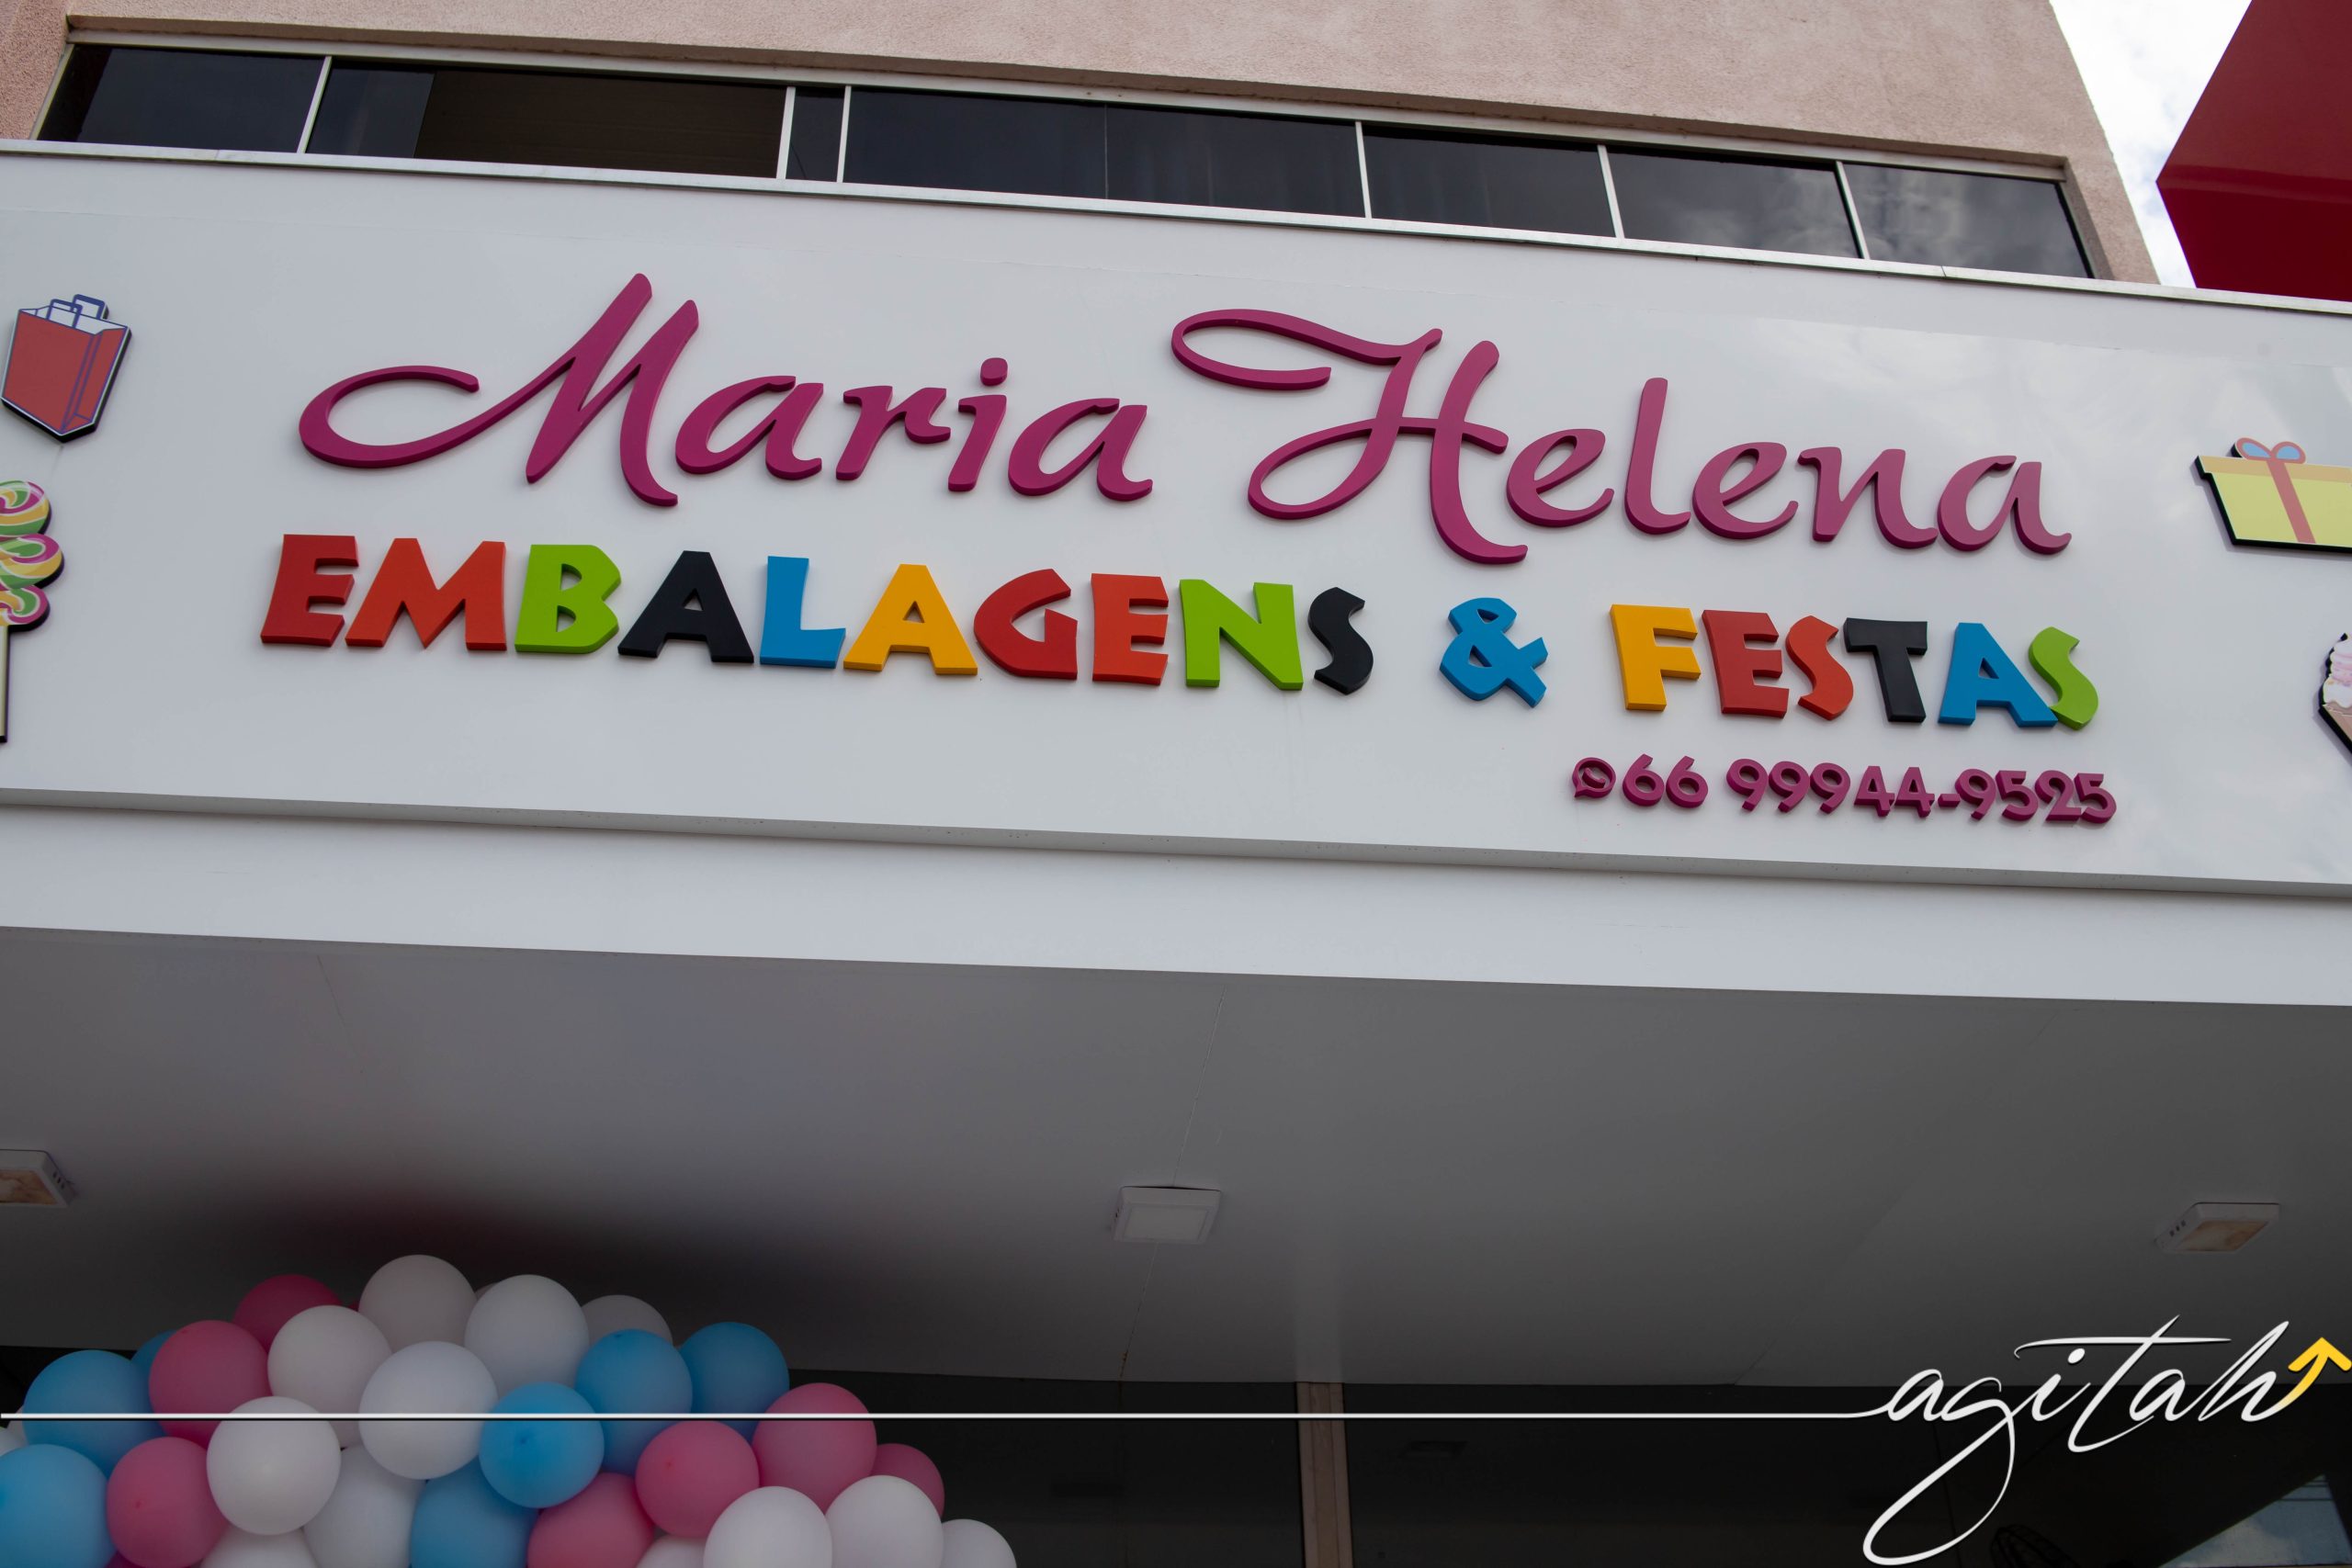 Maria Helena
EMBALAGENS & FESTAS
66 99944-9525
agitah